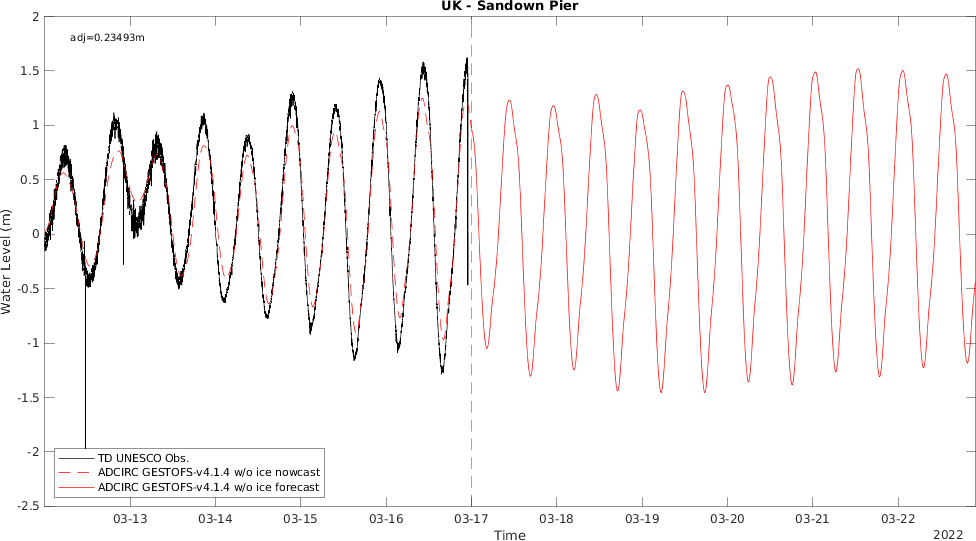 UK - Sandown Pier
adj=0.23493m
2
1.5
1
0.5
0
-0.5
-1
-1.5
-2
-2.5
Water Level (m)
TD UNESCO Obs.
ADCIRC GESTOFS-v4.1.4 w/o ice nowcast
ADCIRC GESTOFS-v4.1.4 w/o ice forecast
03-13 03-14 03-15 03-16 03-17 03-18 03-19 03-20 03-21 03-22
Time
2022